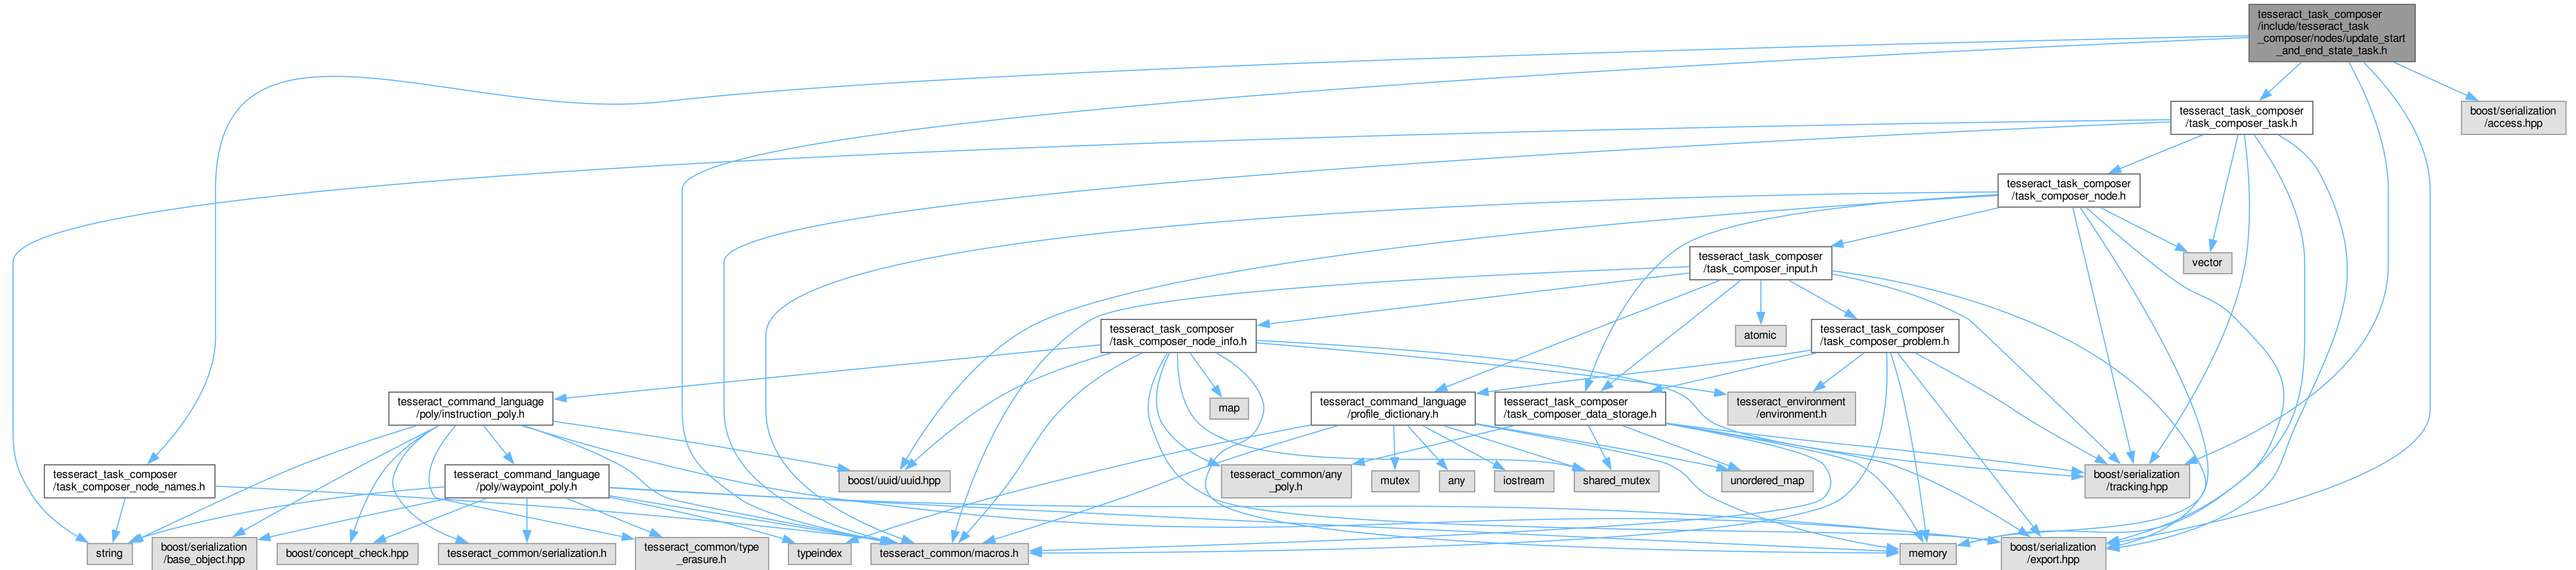 tesseract_task_composer
/include/tesseract_task
_composer/nodes/update_start
_and_end_state_task.h
tesseract_task_composer
/task_composer_task.h
boost/serialization
/access.hpp
tesseract_task_composer
/task_composer_node.h
tesseract_task_composer
/task_composer_input.h
vector
tesseract_task_composer
/task_composer_node_info.h
atomic
tesseract_task_composer
/task_composer_problem.h
tesseract_command_language
/poly/instruction_poly.h
map
tesseract_command_language
/profile_dictionary.h
tesseract_task_composer
/task_composer_data_storage.h
tesseract_environment
/environment.h
tesseract_task_composer
/task_composer_node_names.h
tesseract_command_language
/poly/waypoint_poly.h
boost/uuid/uuid.hpp
tesseract_common/any
_poly.h
mutex
any
iostream
shared_mutex
unordered_map
boost/serialization
/tracking.hpp
string
boost/serialization
/base_object.hpp
boost/concept_check.hpp
tesseract_common/serialization.h
tesseract_common/type
_erasure.h
typeindex
tesseract_common/macros.h
memory
boost/serialization
/export.hpp